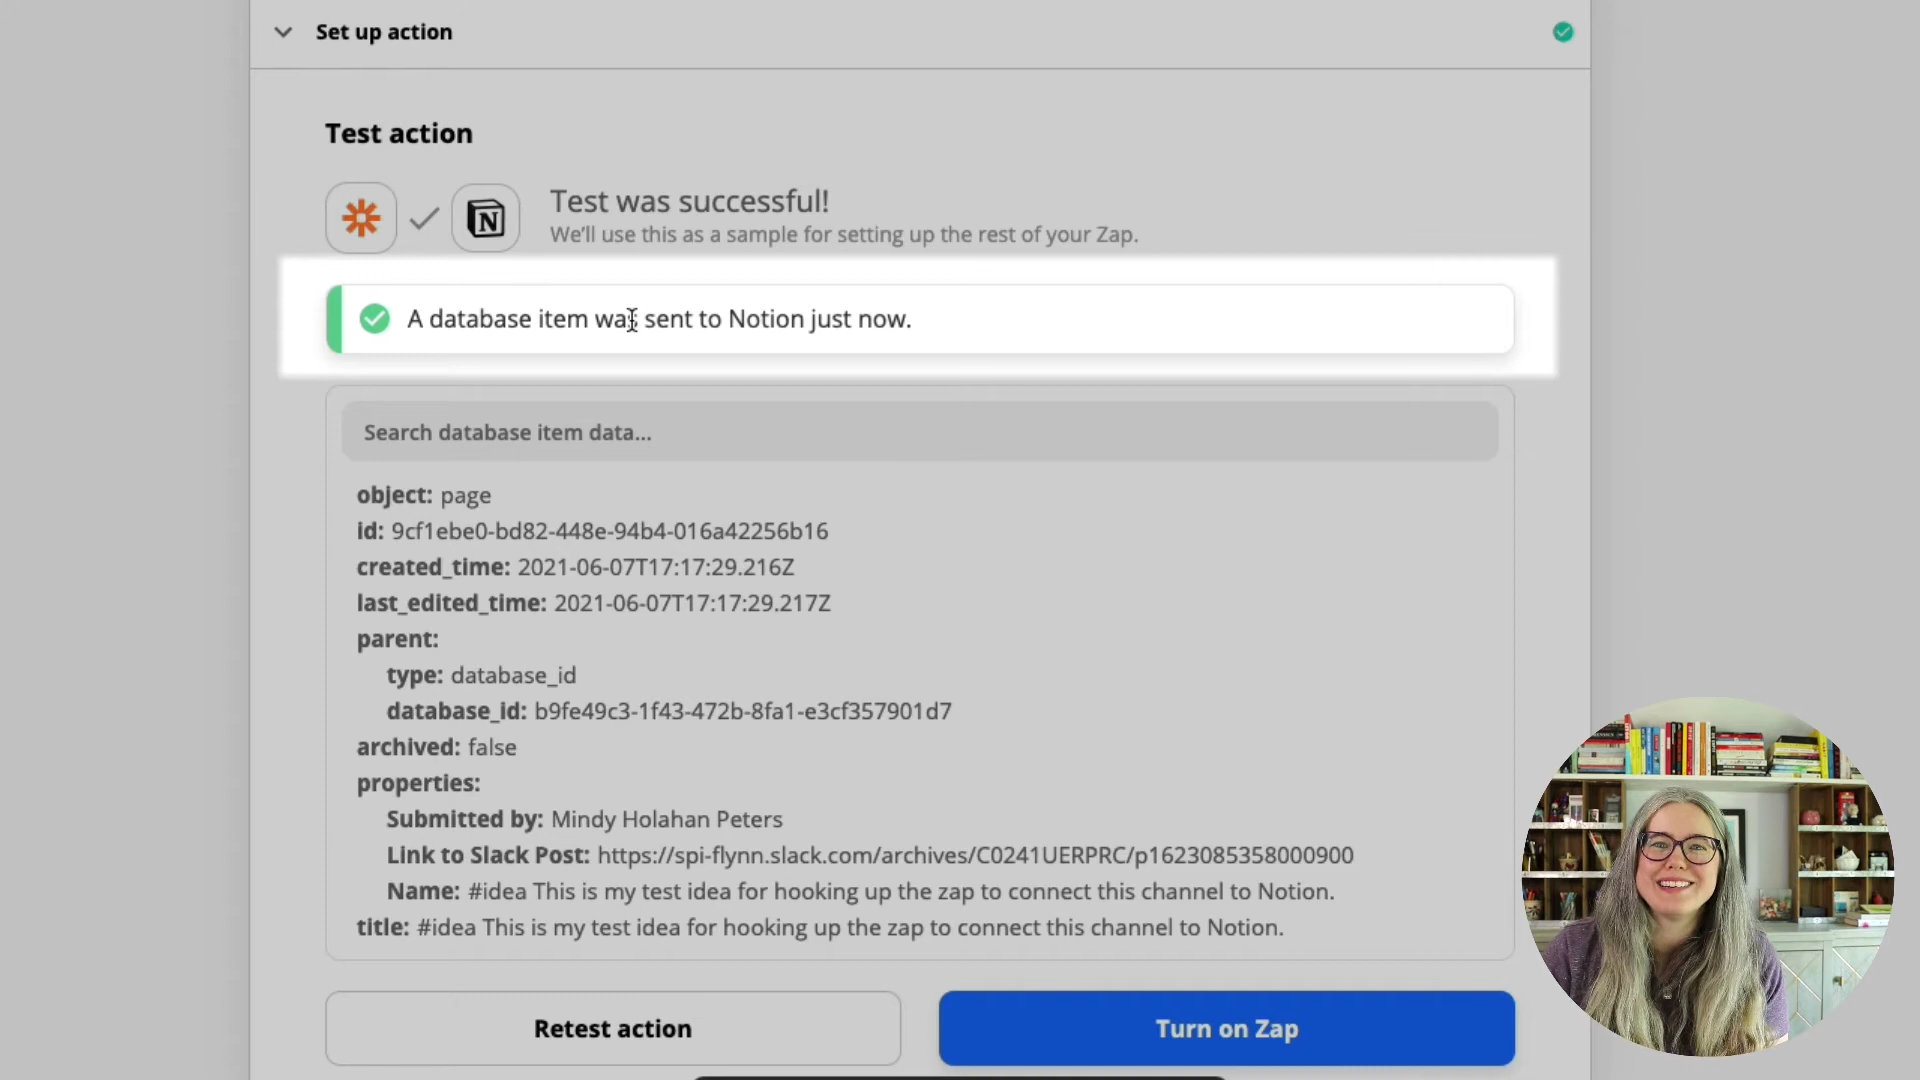 Set up action
Test action
N
Test was successful!
We'll use this as a sample for setting up the rest of your Zap.
A database item was sent to Notion just now.
Search database item data...
object: page
id: 9cf1ebe0-bd82-448e-94b4-016a42256b16
created_time: 2021-06-07T17:17:29.216Z
last_edited_time: 2021-06-07T17:17:29.217Z
parent:
type: database_id
database_id: b9fe49c3-1f43-472b-8fa1-e3cf357901d7
archived: false
properties:
Submitted by: Mindy Holahan Peters
Link to Slack Post: https://spi-flynn.slack.com/archives/C0241UERPRC/p1623085358000900
Name: #idea This is my test idea for hooking up the zap to connect this channel to Notion.
title: #idea This is my test idea for hooking up the zap to connect this channel to Notion.
Retest action
Turn on Zap